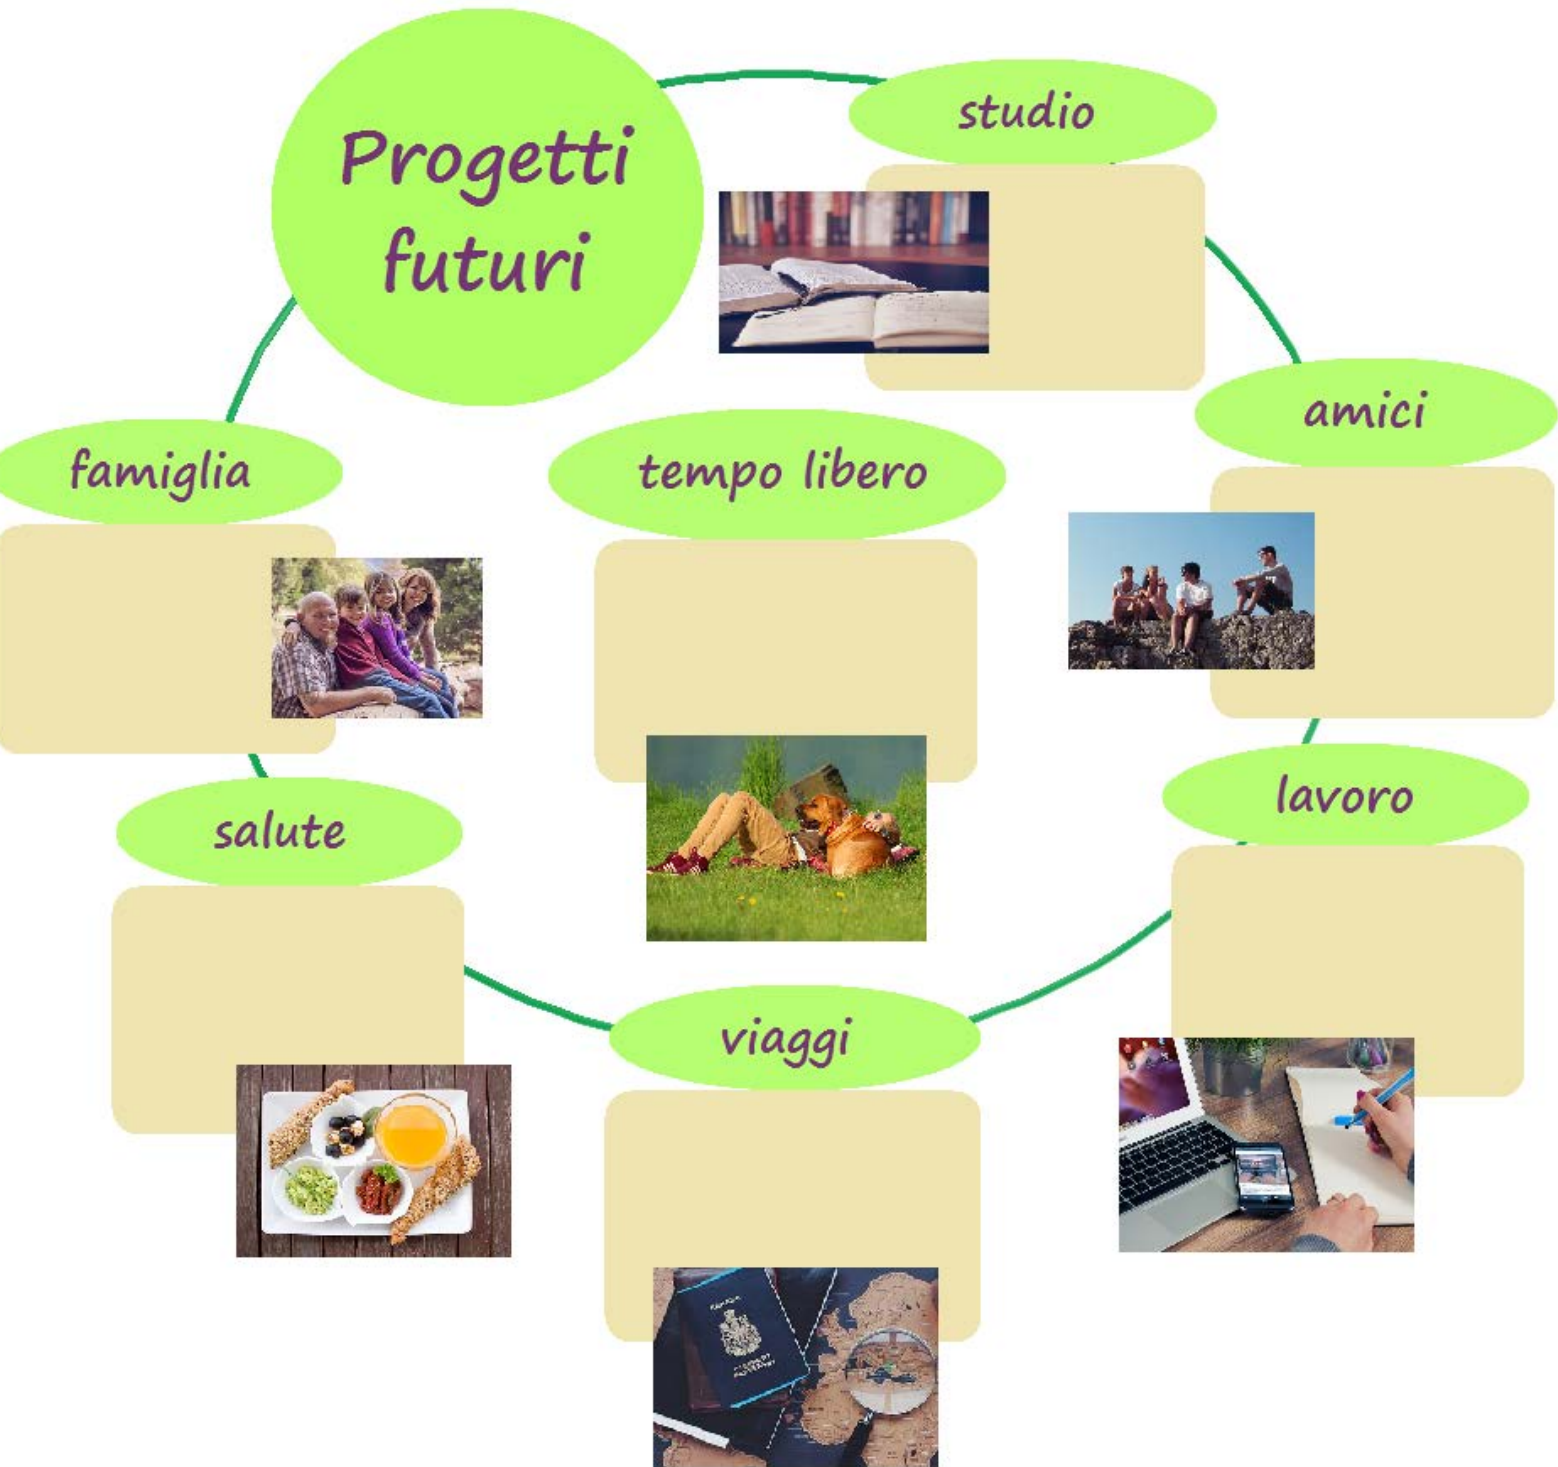 Progetti
futuri
studio
amici
famiglia
tempo libero
lavoro
salute
viaggi